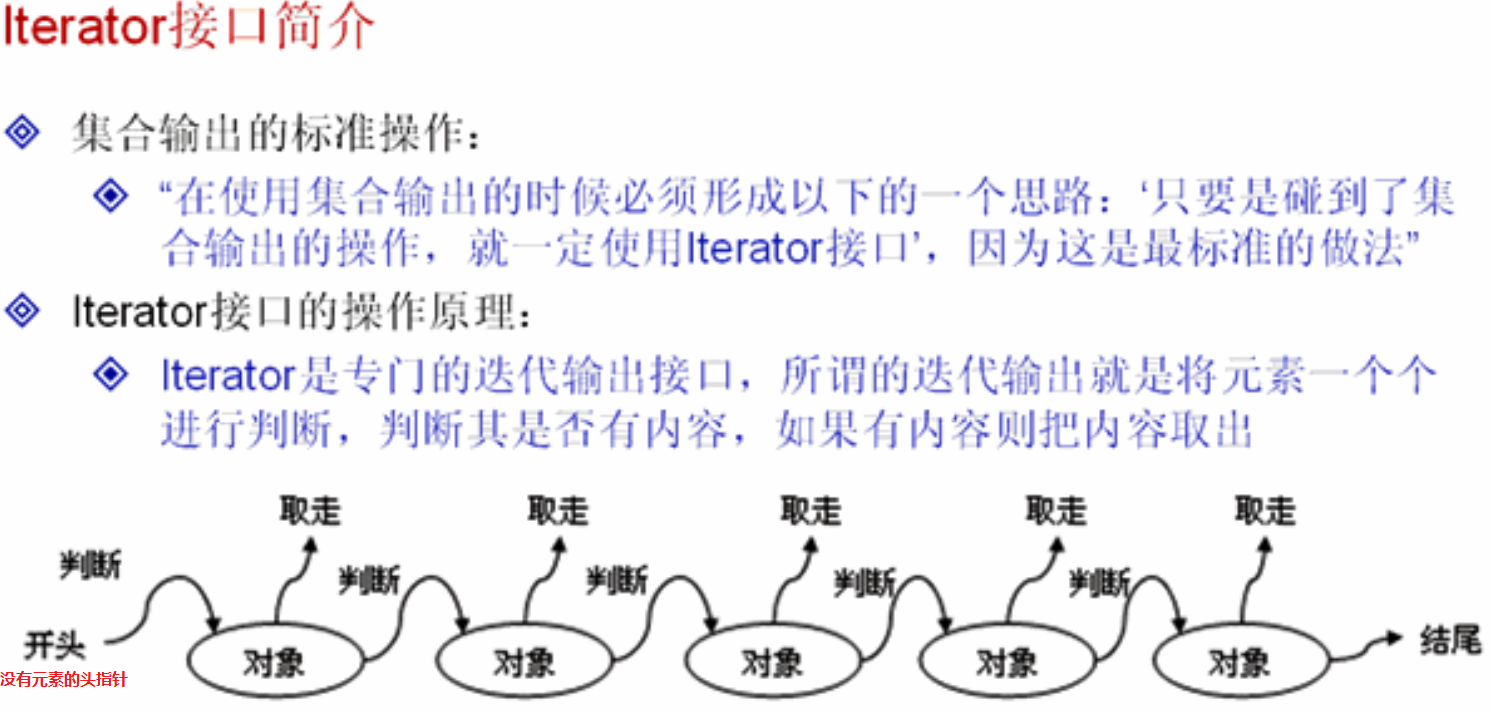 Iterator接口简介
集合输出的标准操作：
“在使用集合输出的时候必须形成以下的一个思路：‘只要是碰到了集
合输出的操作，就一定使用Iterator接口’，因为这是最标准的做法”
Iterator接口的操作原理：
Iterator是专门的迭代输出接口，所谓的迭代输出就是将元素一个个
进行判断，判断其是否有内容，如果有内容则把内容取出
取走 取走 取走 取走 取走
判断 判断 判断 判断 判断
开头 对象 对象 对象 对象 对象 结尾
没有元素的头指针